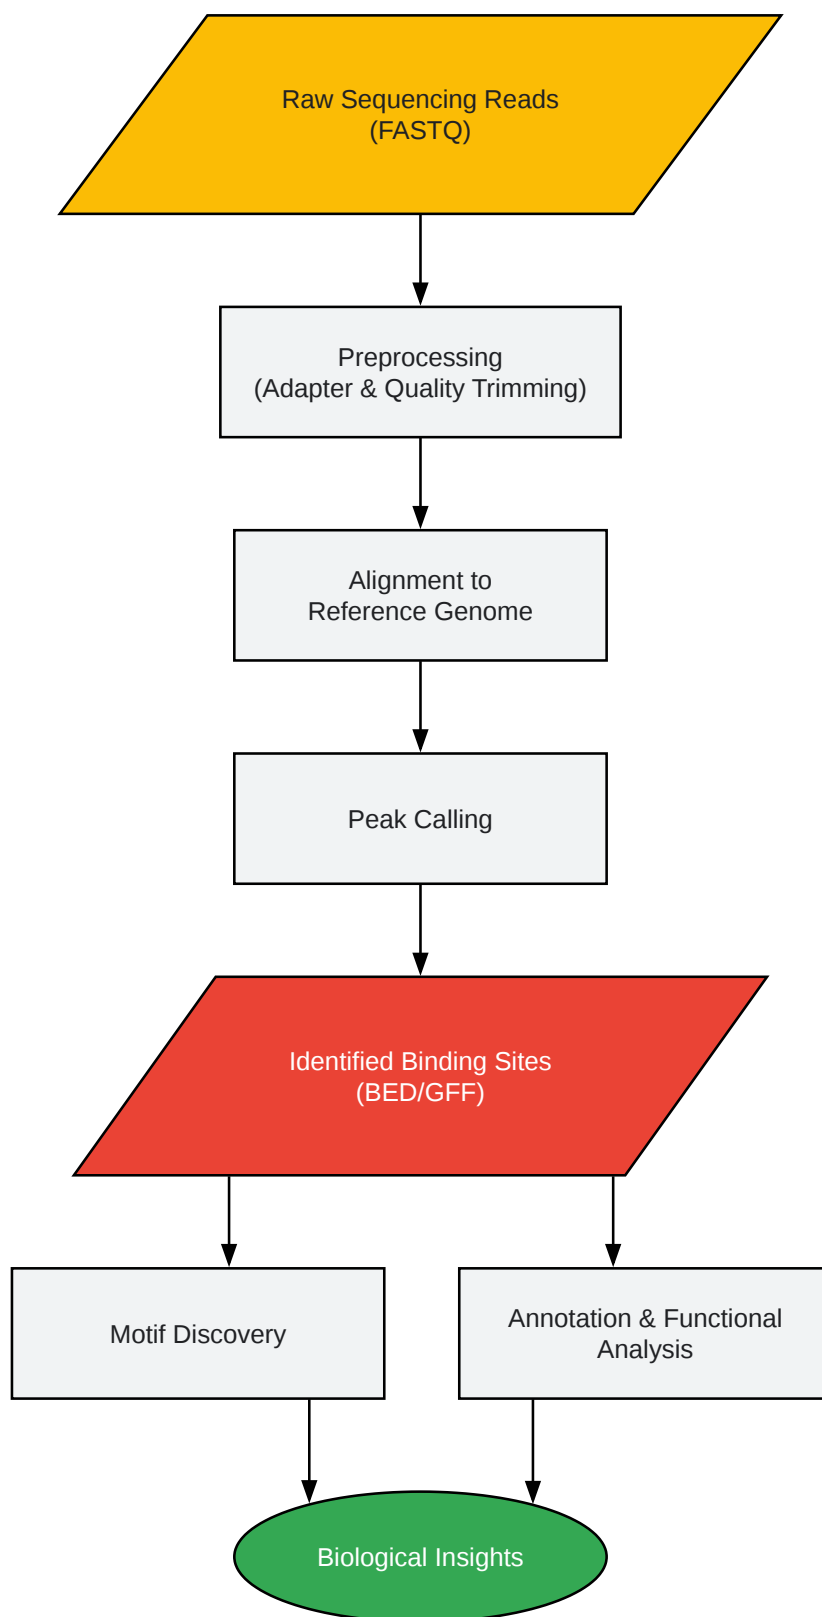 Raw Sequencing Reads
(FASTQ)
Preprocessing
(Adapter & Quality Trimming)
Alignment to
Reference Genome
Peak Calling
Identified Binding Sites
(BED/GFF)
Motif Discovery
Annotation & Functional
Analysis
Biological Insights